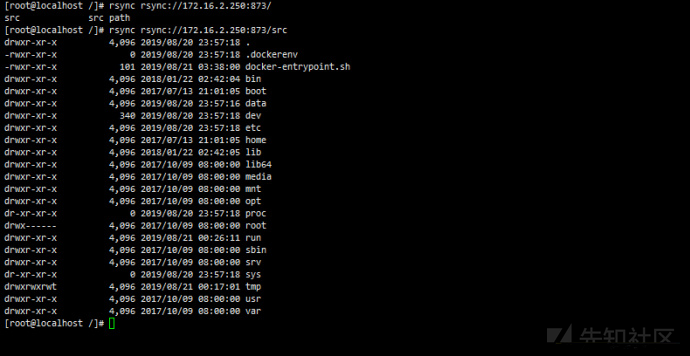 [root@localhost /]# rsync rsync://172.16.2.250:873/
src            src path
[root@localhost /]# rsync rsync://172.16.2.250:873/src
drwxr-xr-x          4,096 2019/08/20 23:57:18 .
-rwxr-xr-x              0 2019/08/20 23:57:18 .dockerenv
-rwxr-xr-x            101 2019/08/21 03:38:00 docker-entrypoint.sh
drwxr-xr-x          4,096 2018/01/22 02:42:04 bin
drwxr-xr-x          4,096 2017/07/13 21:01:05 boot
drwxr-xr-x          4,096 2019/08/20 23:57:16 data
drwxr-xr-x            340 2019/08/20 23:57:18 dev
drwxr-xr-x          4,096 2019/08/20 23:57:18 etc
drwxr-xr-x          4,096 2017/07/13 21:01:05 home
drwxr-xr-x          4,096 2018/01/22 02:42:05 lib
drwxr-xr-x          4,096 2017/10/09 08:00:00 lib64
drwxr-xr-x          4,096 2017/10/09 08:00:00 media
drwxr-xr-x          4,096 2017/10/09 08:00:00 mnt
drwxr-xr-x          4,096 2017/10/09 08:00:00 opt
dr-xr-xr-x              0 2019/08/20 23:57:18 proc
drwx------          4,096 2017/10/09 08:00:00 root
drwxr-xr-x          4,096 2019/08/21 00:26:11 run
drwxr-xr-x          4,096 2017/10/09 08:00:00 sbin
drwxr-xr-x          4,096 2017/10/09 08:00:00 srv
dr-xr-xr-x              0 2019/08/20 23:57:18 sys
drwxrwxrwt          4,096 2019/08/21 00:17:01 tmp
drwxr-xr-x          4,096 2017/10/09 08:00:00 usr
drwxr-xr-x          4,096 2017/10/09 08:00:00 var
[root@localhost /]#
先知社区